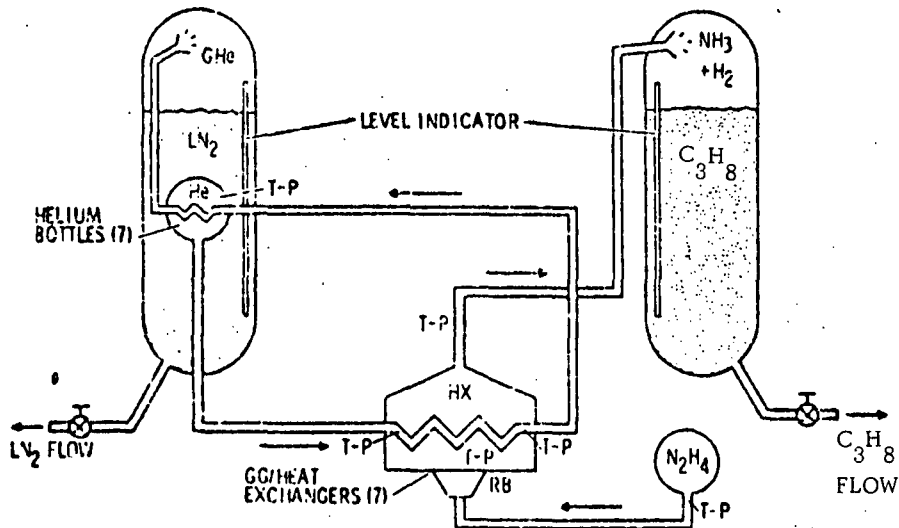 GHe
NH3
+H2
LEVEL INDICATOR
LN2
C3H8
He
T-P
HELIUM
BOTTLES (7)
T-P
HX
T-P
T-P
T-P
LN2 FLOW
GG/HEAT
EXCHANGERS (7)
RB
N2H4
T-P
C3H8
FLOW